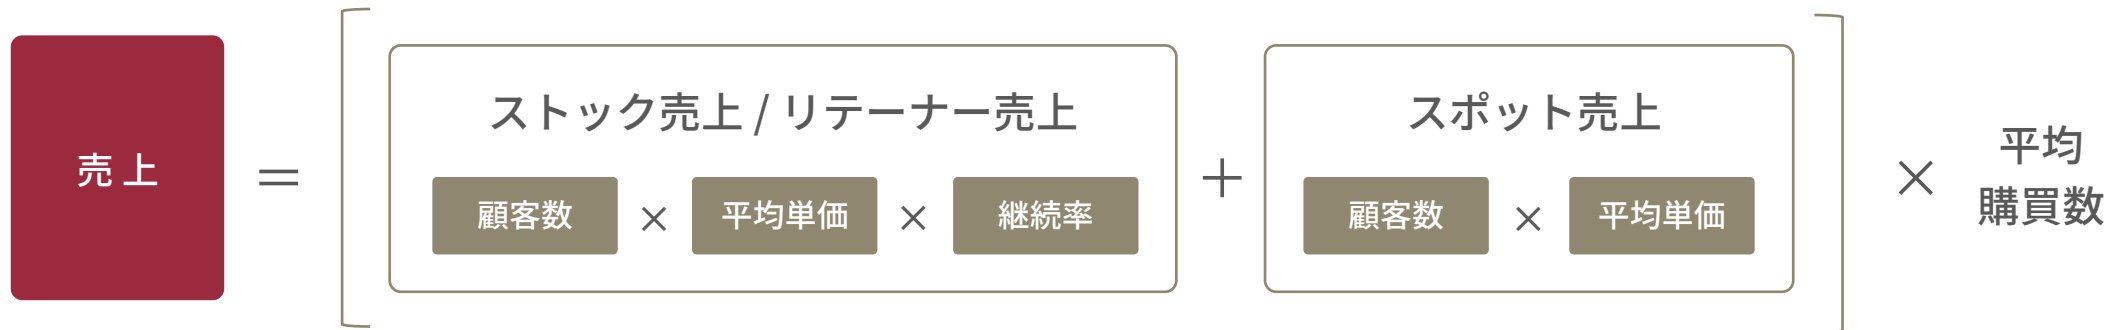 売上
=
ストック売上 / リテーナー売上
顧客数 × 平均単価 × 継続率
+
スポット売上
顧客数 × 平均単価
×
平均
購買数